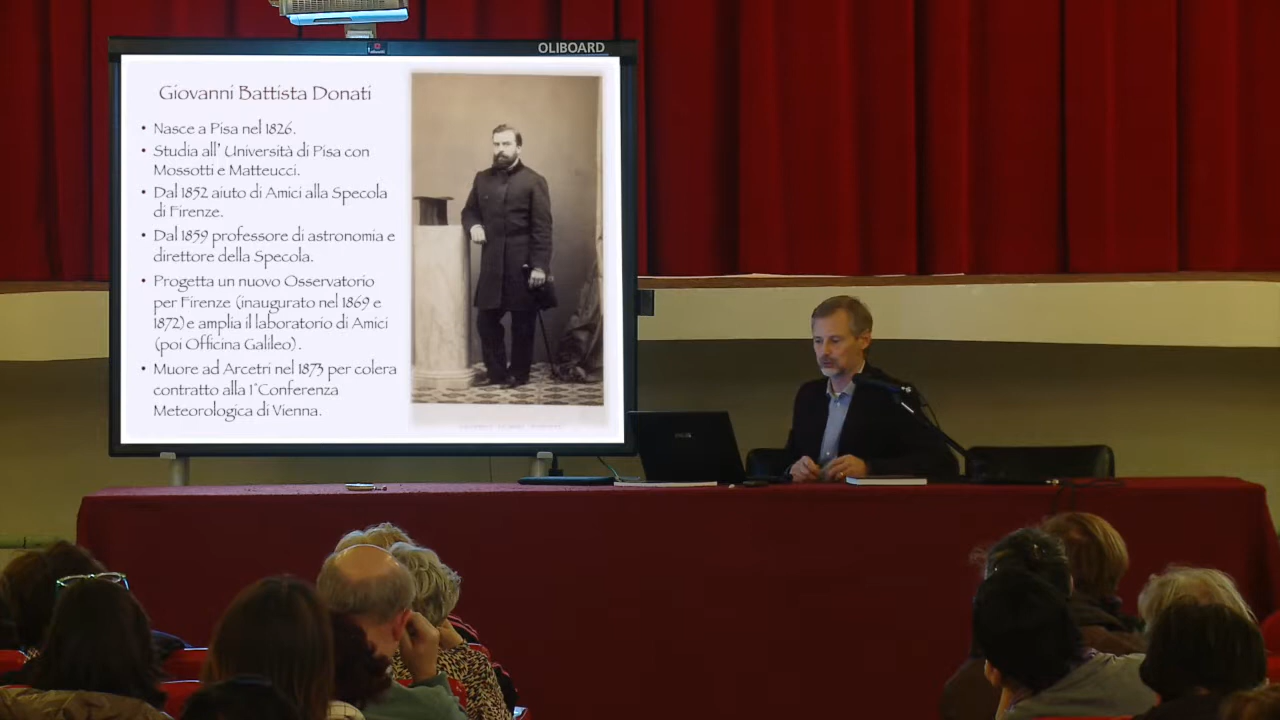 OLIBOARD
Giovanni Battista Donati
• Nasce a Pisa nel 1826.
• Studia all' Università di Pisa con
Mossotti e Matteucci.
• Dal 1852 aiuto di Amici alla Specola
di Firenze.
• Dal 1859 professore di astronomia e
direttore della Specola.
• Progetta un nuovo Osservatorio
per Firenze (inaugurato nel 1869 e
1872) e amplia il laboratorio di Amici
(poi Officina Galileo).
• Muore ad Arcetri nel 1873 per colera
contratto alla 1°Conferenza
Meteorologica di Vienna.